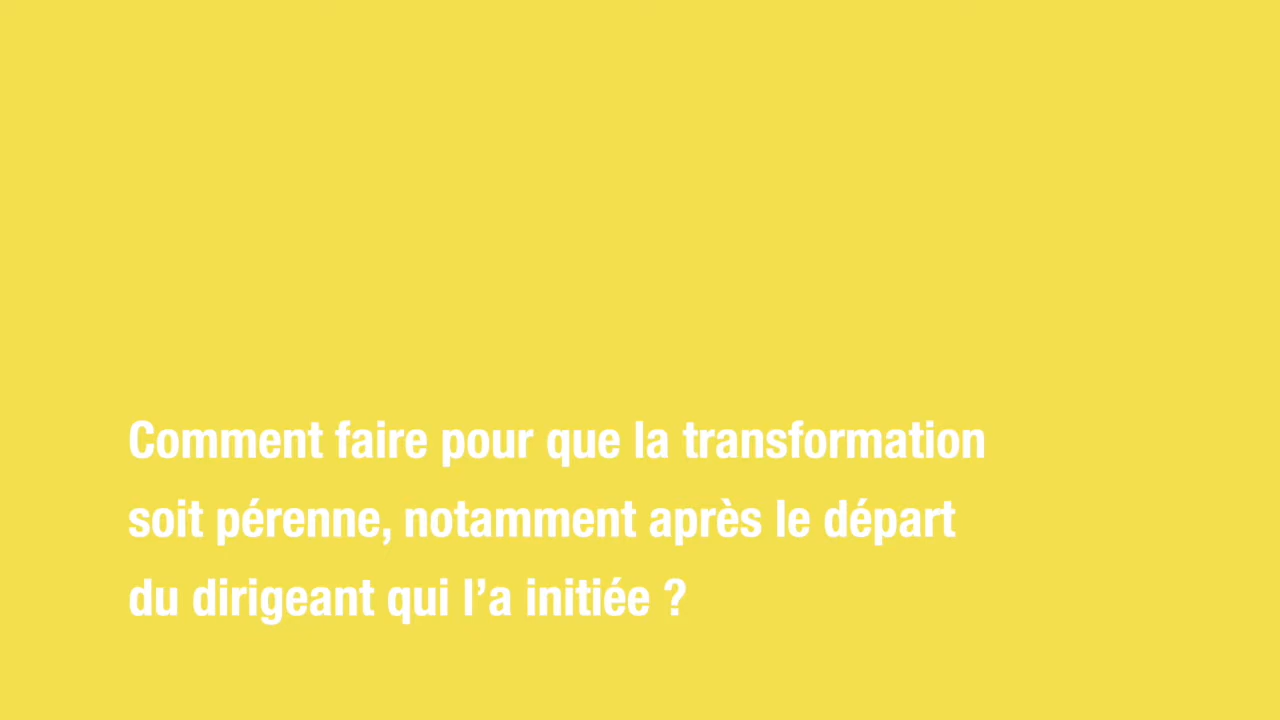 Comment faire pour que la transformation
soit pérenne, notamment après le départ
du dirigeant qui l’a initiée ?